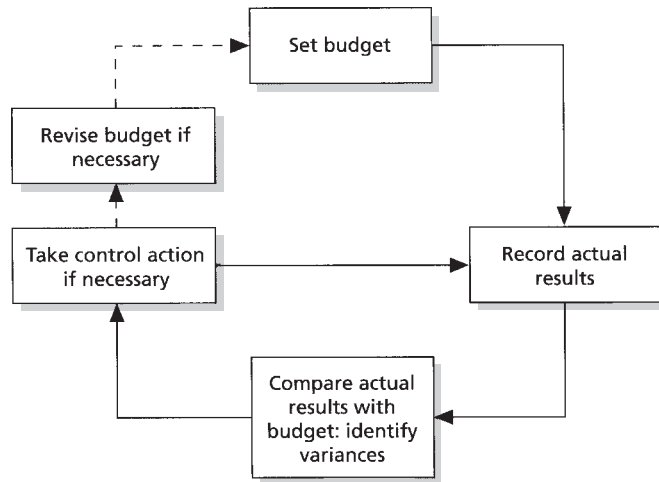 Set budget
Revise budget if
necessary
Take control action
if necessary
Record actual
results
Compare actual
results with
budget: identify
variances